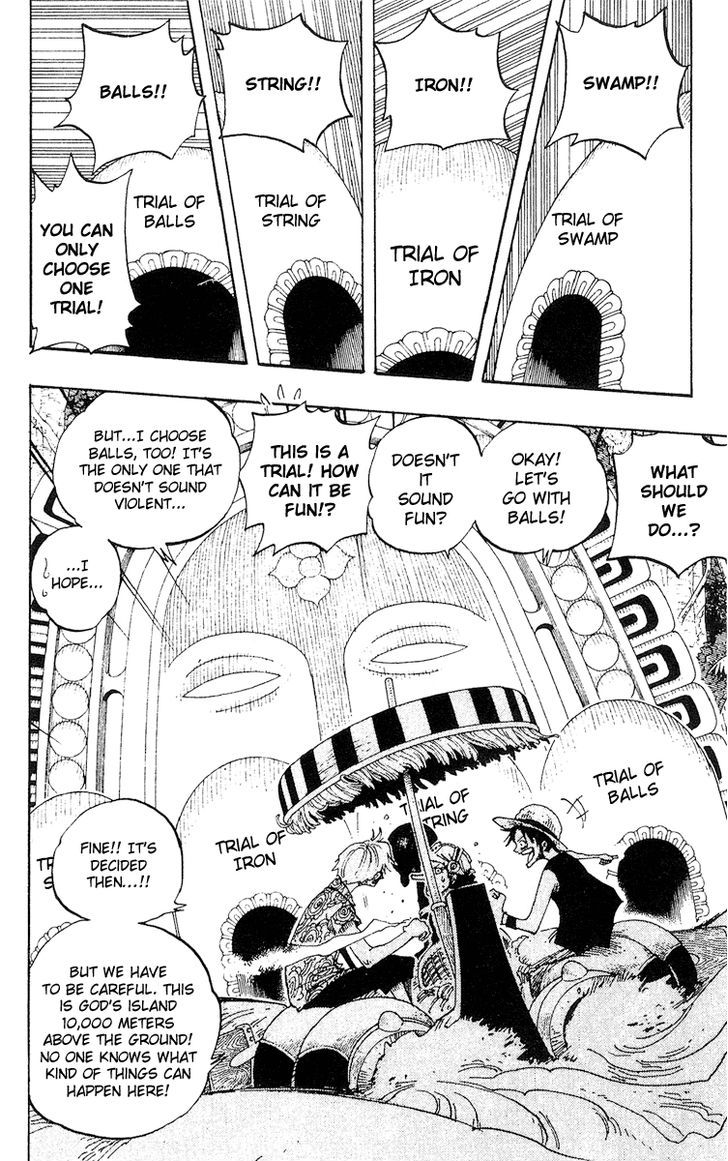 SWAMP!!
TRIAL OF
SWAMP
IRON!!
TRIAL OF
IRON
STRING!!
TRIAL OF
STRING
BALLS!!
TRIAL OF
BALLS
YOU CAN
ONLY
CHOOSE
ONE
TRIAL!
WHAT
SHOULD
WE
DO...?
OKAY!
LET'S
GO WITH
BALLS!
DOESN'T
IT
SOUND
FUN?
THIS IS A
TRIAL! HOW
CAN IT BE
FUN!?
BUT...I CHOOSE
BALLS, TOO! IT'S
THE ONLY ONE THAT
DOESN'T SOUND
VIOLENT...
...I
HOPE...
TRIAL OF
BALLS
TRIAL OF
TRING
TRIAL OF
IRON
TRI
S
FINE!! IT'S
DECIDED
THEN...!!
BUT WE HAVE
TO BE CAREFUL. THIS
IS GOD'S ISLAND
10,000 METERS
ABOVE THE GROUND!
NO ONE KNOWS WHAT
KIND OF THINGS CAN
HAPPEN HERE!